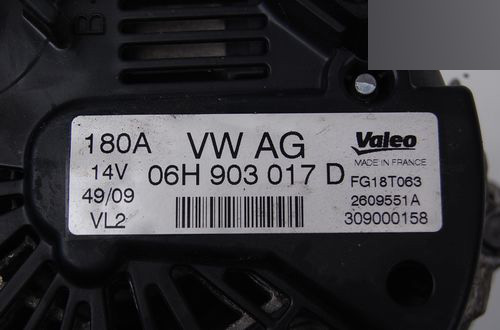 B-
180A VW AG Valeo
MADE IN FRANCE
14V 06H 903 017 D FG18T063
49/09 2609551A
VL2 309000158